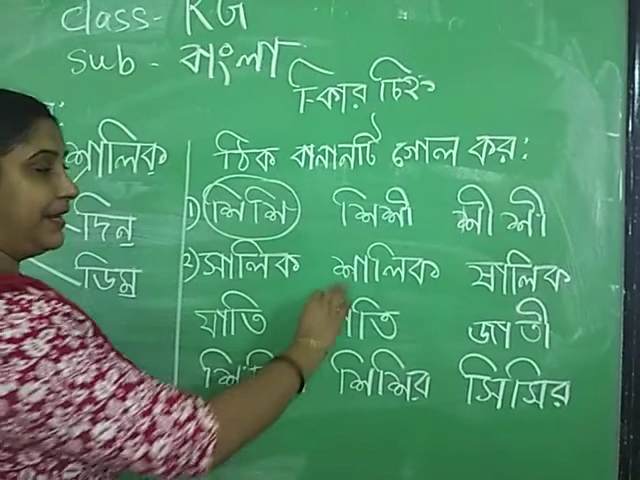 class- KG
Sub - বাংলা
ি-কার চিহ্ন
শালিক
দিন
ডিম
ঠিক বানানটি গোল কর:
১) শিশি শিশী শীশী
২) সালিক শালিক ষালিক
যাতি জাতী
শিশির সিসির